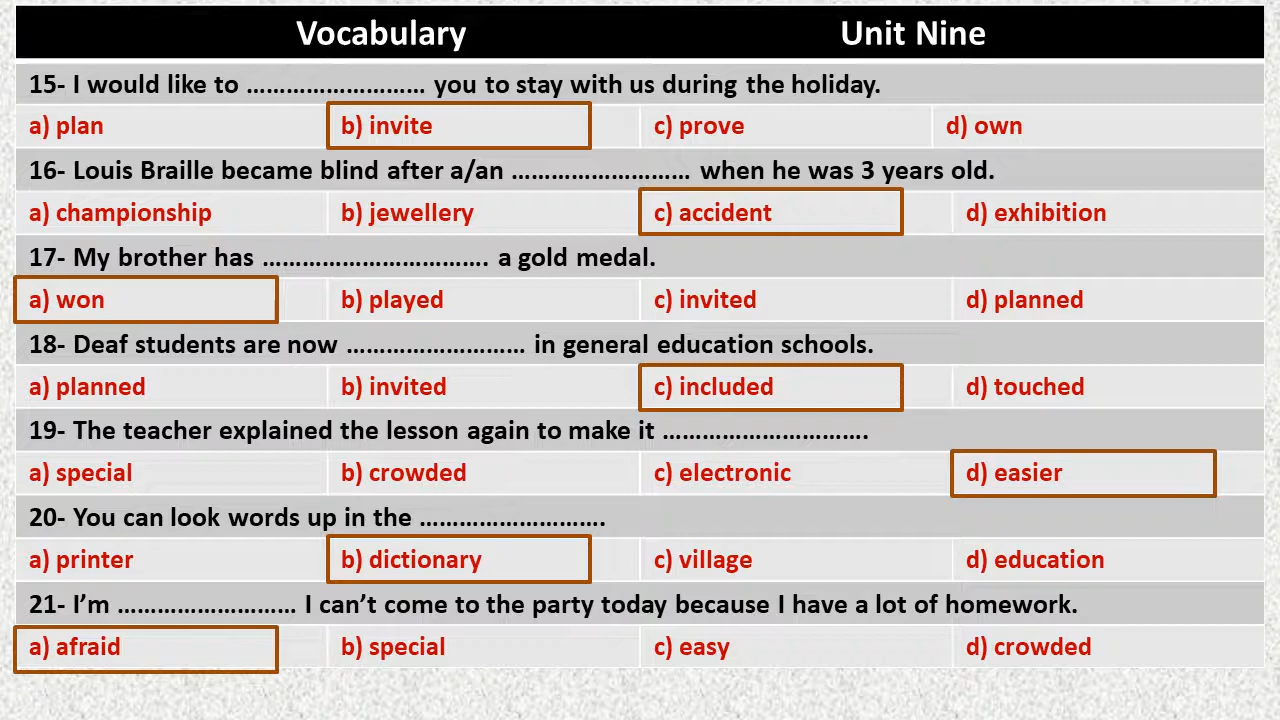 Vocabulary Unit Nine
15- I would like to ……………………… you to stay with us during the holiday.
a) plan b) invite c) prove d) own
16- Louis Braille became blind after a/an ……………………… when he was 3 years old.
a) championship b) jewellery c) accident d) exhibition
17- My brother has ……………………………. a gold medal.
a) won b) played c) invited d) planned
18- Deaf students are now ……………………… in general education schools.
a) planned b) invited c) included d) touched
19- The teacher explained the lesson again to make it ………………………….
a) special b) crowded c) electronic d) easier
20- You can look words up in the ……………………….
a) printer b) dictionary c) village d) education
21- I’m ……………………… I can’t come to the party today because I have a lot of homework.
a) afraid b) special c) easy d) crowded